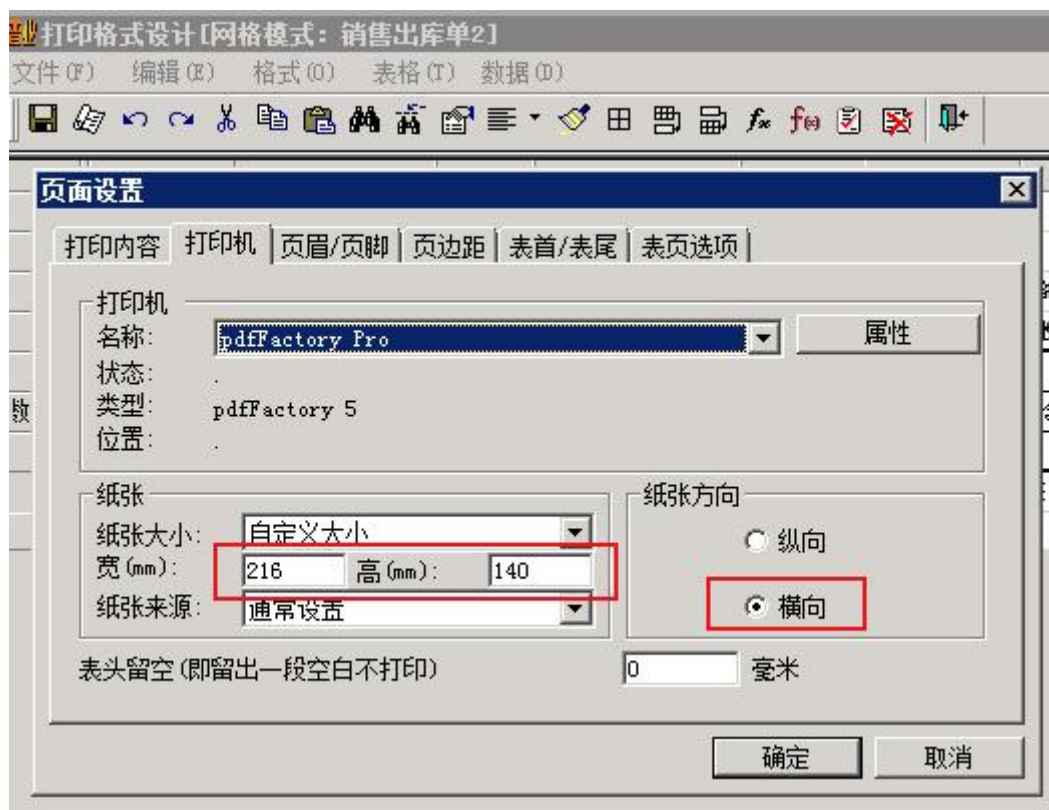 打印格式设计[网格模式：销售出库单2]
文件(F) 编辑(E) 格式(O) 表格(T) 数据(D)
页面设置
打印内容 打印机 页眉/页脚 页边距 表首/表尾 表页选项
打印机
名称: pdfFactory Pro 属性
状态: .
类型: pdfFactory 5
位置: .
数
纸张 纸张方向
纸张大小: 自定义大小 纵向
宽(mm): 216 高(mm): 140
纸张来源: 通常设置 横向
表头留空(即留出一段空白不打印) 0 毫米
确定 取消